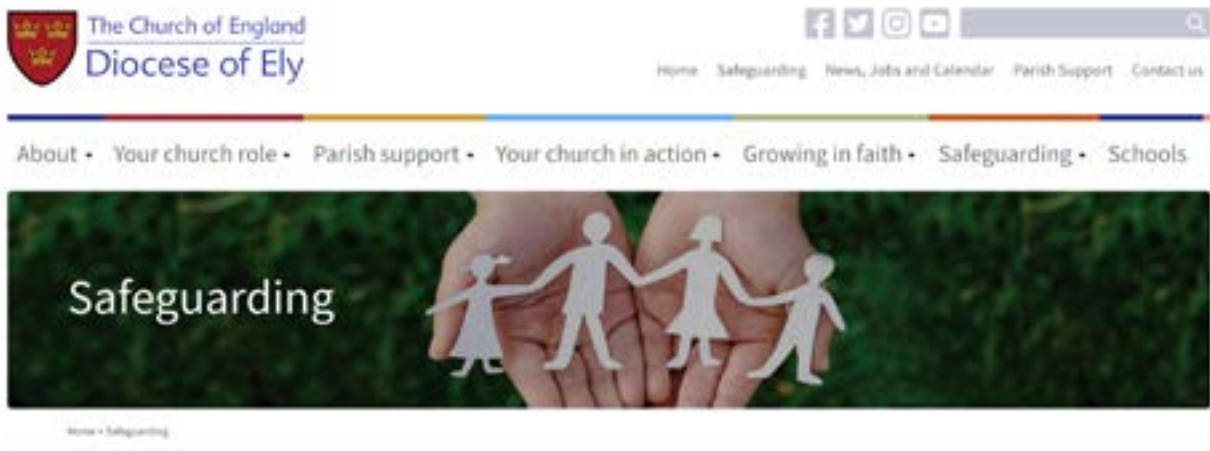 The Church of England
Diocese of Ely
Home Safeguarding News, Jobs and Calendar Parish Support Contact us
About • Your church role • Parish support • Your church in action • Growing in faith • Safeguarding • Schools
Safeguarding
Home » Safeguarding